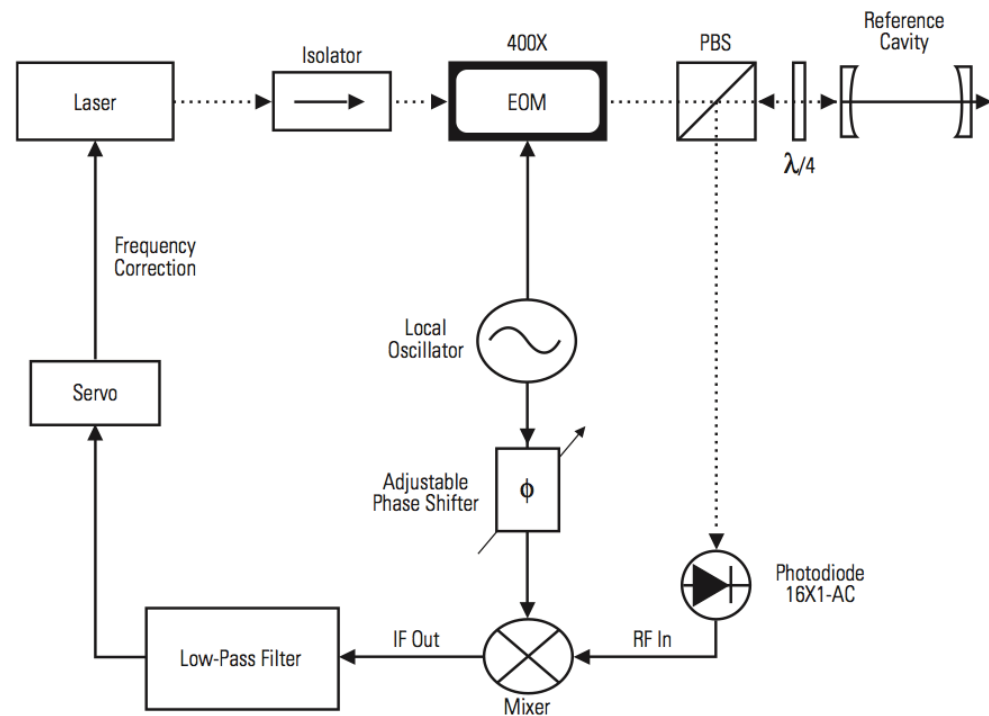 Reference
Cavity
400X
PBS
Isolator
Laser
EOM
λ/4
Frequency
Correction
Local
Oscillator
Servo
Adjustable
Phase Shifter
ϕ
Photodiode
16X1-AC
IF Out
RF In
Low-Pass Filter
Mixer